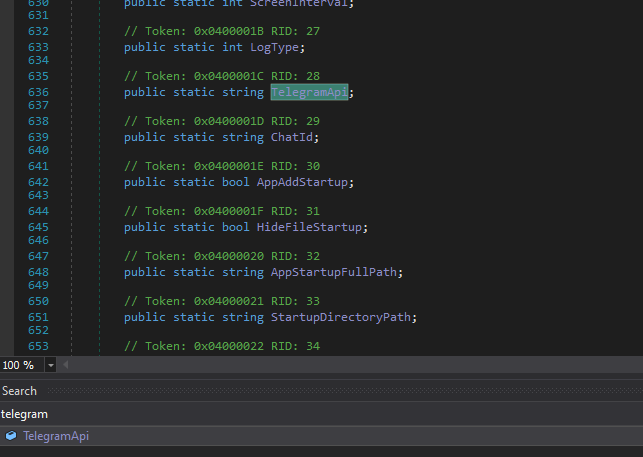 630 public static int ScreenInterval;
631
632 // Token: 0x0400001B RID: 27
633 public static int LogType;
634
635 // Token: 0x0400001C RID: 28
636 public static string TelegramApi;
637
638 // Token: 0x0400001D RID: 29
639 public static string ChatId;
640
641 // Token: 0x0400001E RID: 30
642 public static bool AppAddStartup;
643
644 // Token: 0x0400001F RID: 31
645 public static bool HideFileStartup;
646
647 // Token: 0x04000020 RID: 32
648 public static string AppStartupFullPath;
649
650 // Token: 0x04000021 RID: 33
651 public static string StartupDirectoryPath;
652
653 // Token: 0x04000022 RID: 34
100 %
Search
telegram
TelegramApi